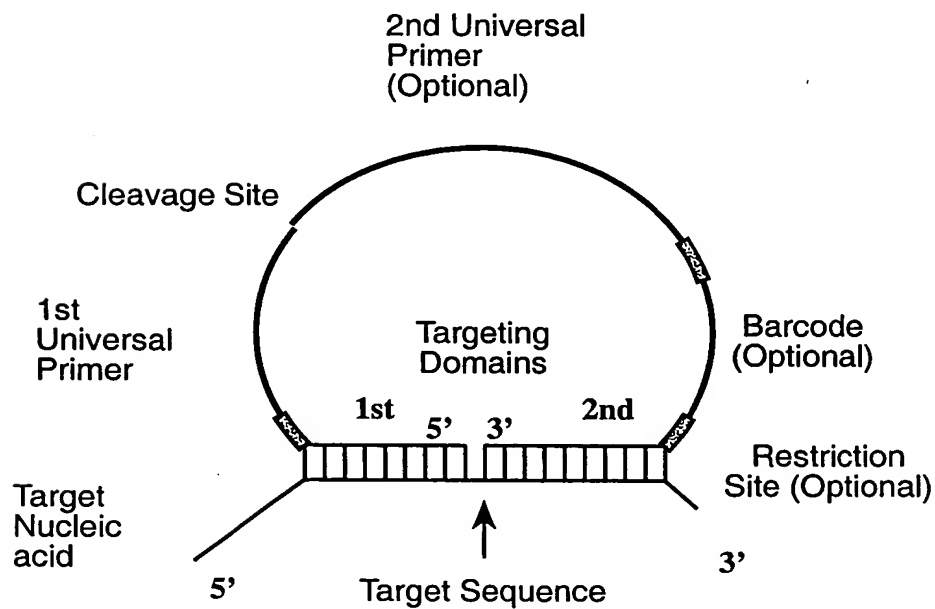 2nd Universal
Primer
(Optional)
Cleavage Site
1st
Universal
Primer
Targeting
Domains
Barcode
(Optional)
1st 5’ 3’ 2nd
Restriction
Site (Optional)
Target
Nucleic
acid
5’
Target Sequence
3’